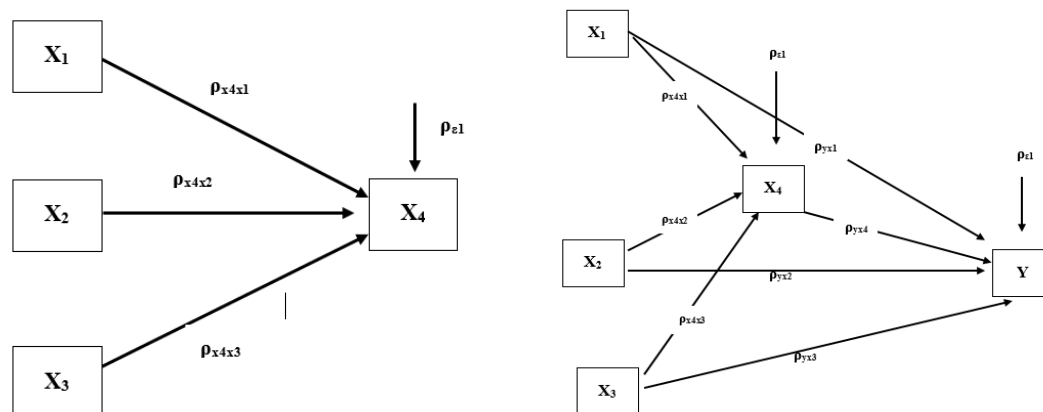 X₁
ρx4x1
ρε1
ρx4x2
X₂
X₄
ρx4x3
X₃
X₁
ρε1
ρx4x1
ρyx1
ρε1
X₄
ρx4x2
ρyx4
X₂
ρyx2
Y
ρx4x3
ρyx3
X₃